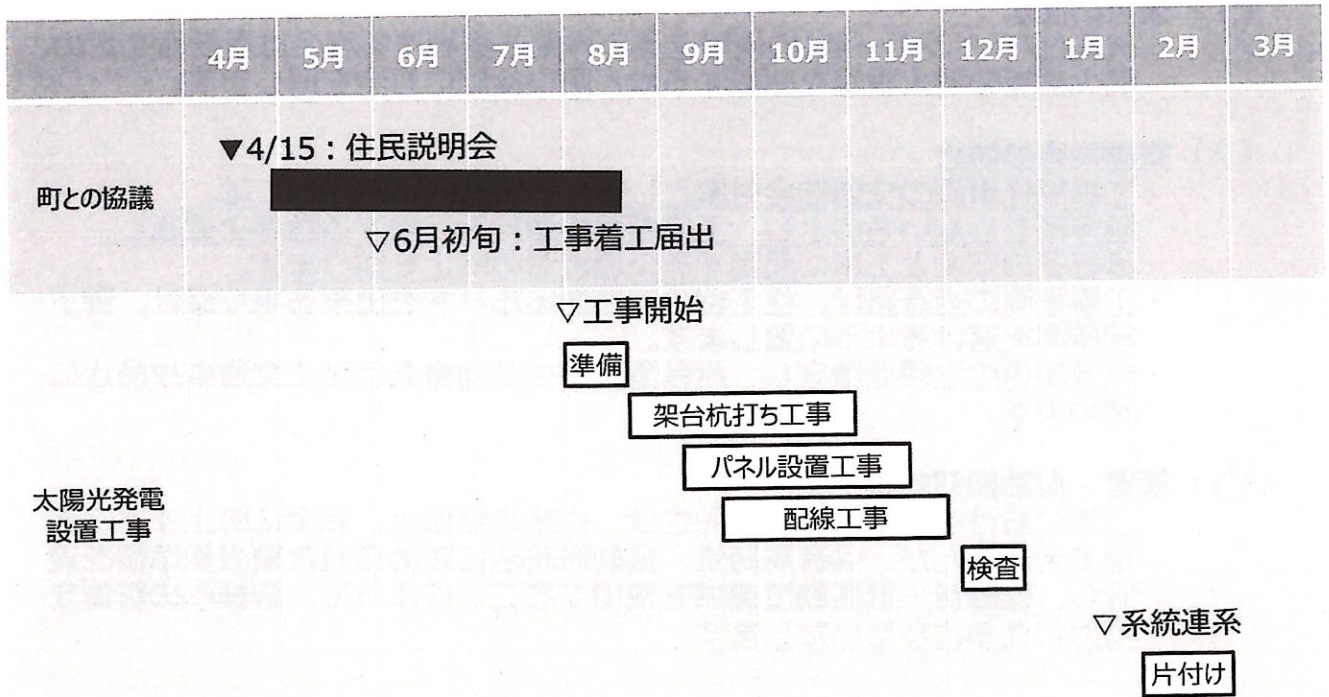 4月 5月 6月 7月 8月 9月 10月 11月 12月 1月 2月 3月
町との協議
▼4/15：住民説明会
▽6月初旬：工事着工届出
太陽光発電
設置工事
▽工事開始
準備
架台杭打ち工事
パネル設置工事
配線工事
検査
▽系統連系
片付け